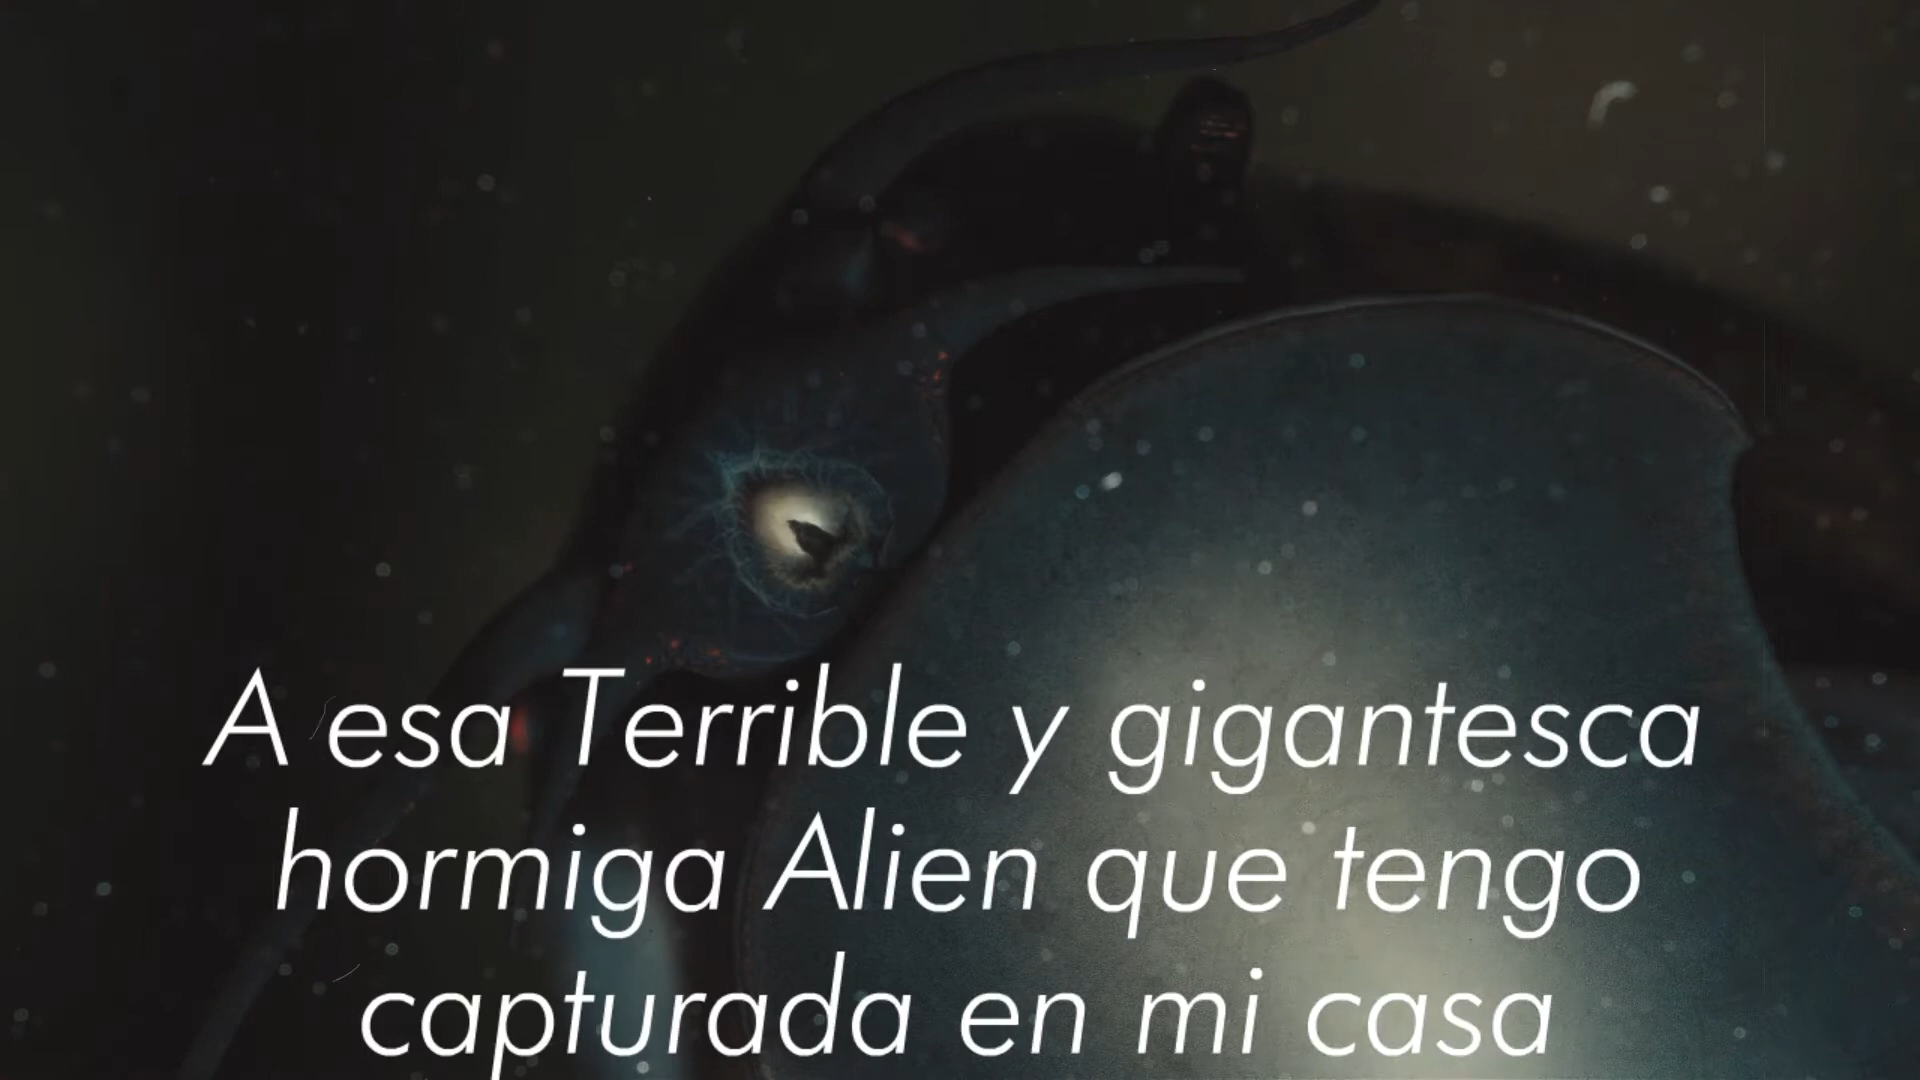 A esa Terrible y gigantesca
hormiga Alien que tengo
capturada en mi casa